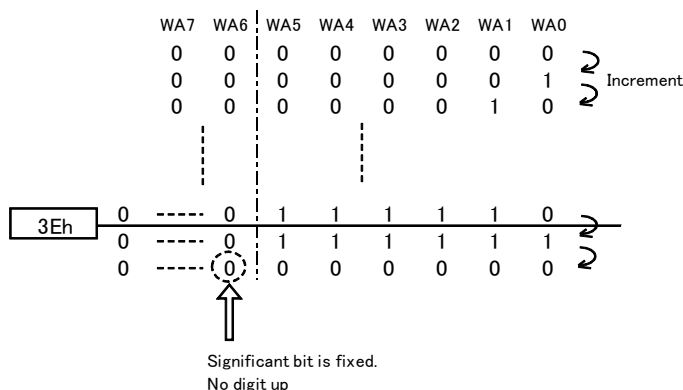 WA7 WA6 WA5 WA4 WA3 WA2 WA1 WA0
0 0 0 0 0 0 0 0
0 0 0 0 0 0 0 1 Increment
0 0 0 0 0 0 1 0
3Eh 0 ----- 0 1 1 1 1 1 0
0 ----- 0 1 1 1 1 1 1
0 ----- 0 0 0 0 0 0 0
Significant bit is fixed.
No digit up